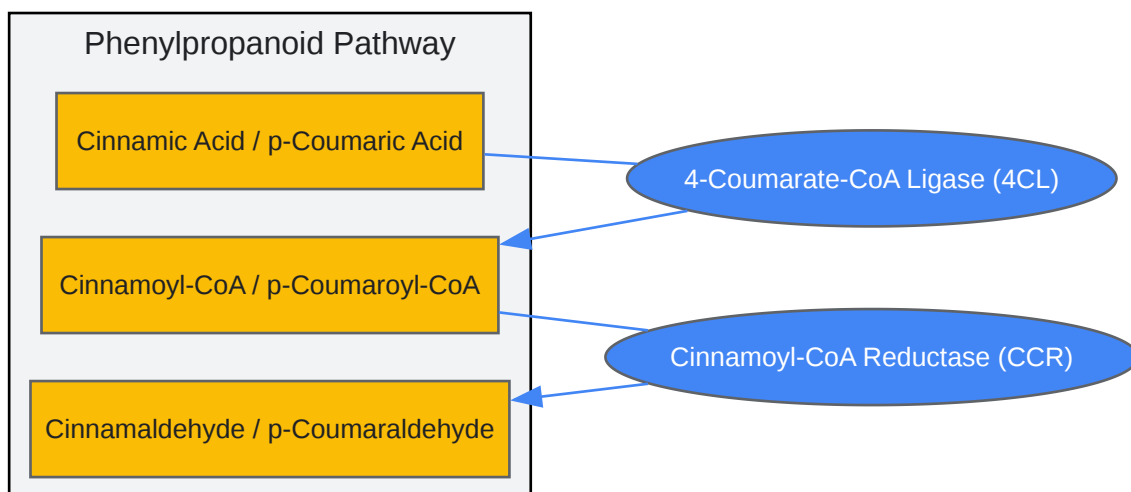 Phenylpropanoid Pathway
Cinnamic Acid / p-Coumaric Acid
4-Coumarate-CoA Ligase (4CL)
Cinnamoyl-CoA / p-Coumaroyl-CoA
Cinnamoyl-CoA Reductase (CCR)
Cinnamaldehyde / p-Coumaraldehyde